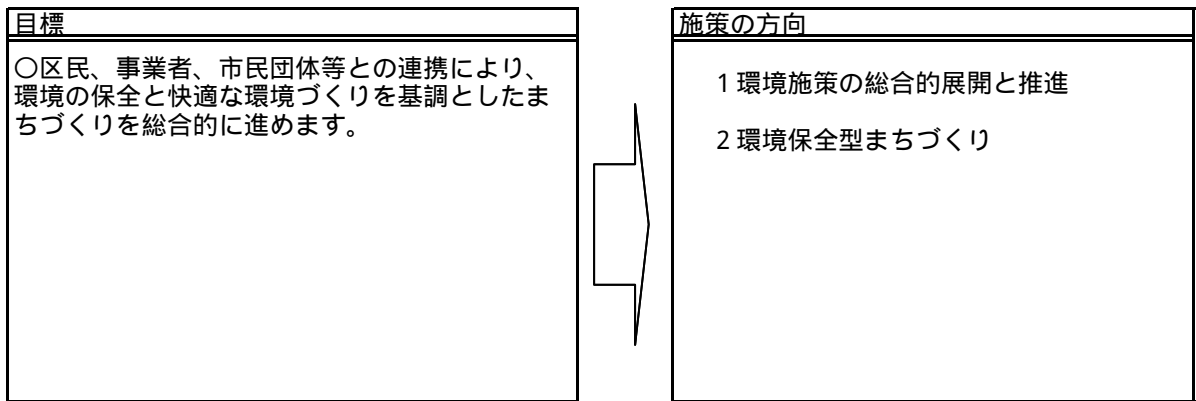 目標
○区民、事業者、市民団体等との連携により、
環境の保全と快適な環境づくりを基調としたま
ちづくりを総合的に進めます。
施策の方向
1 環境施策の総合的展開と推進
2 環境保全型まちづくり